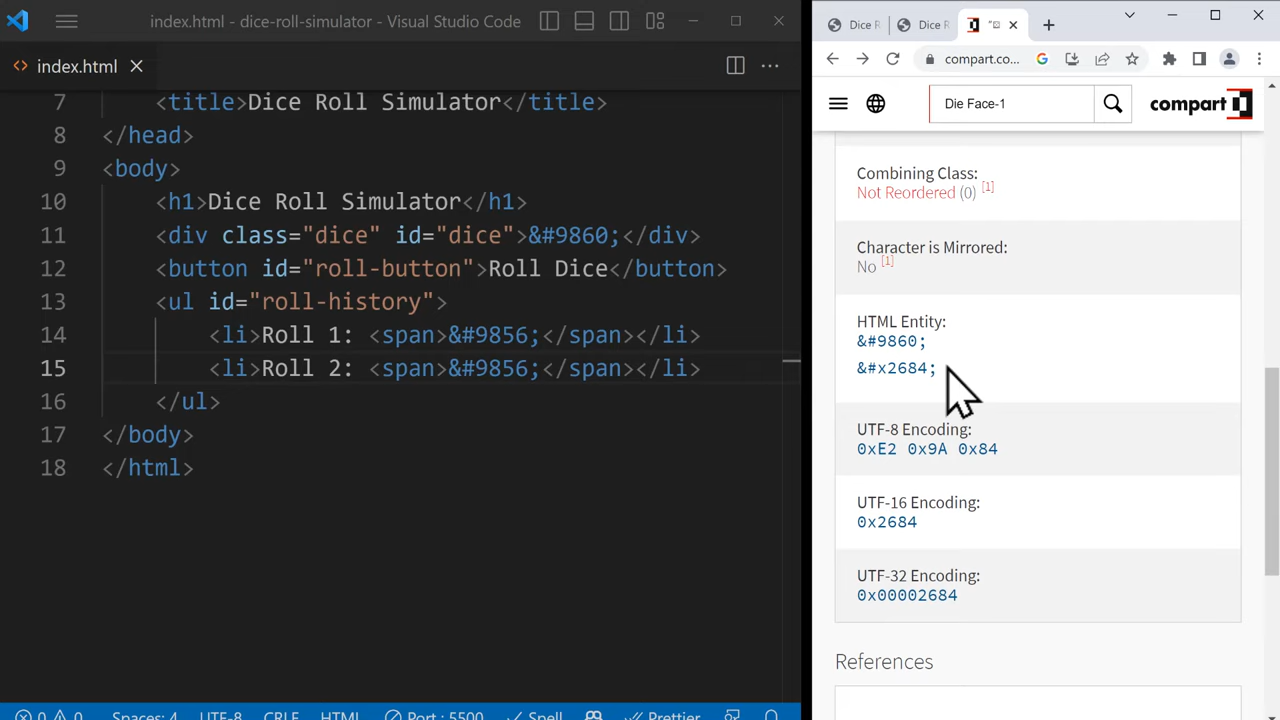 index.html - dice-roll-simulator - Visual Studio Code
index.html
7 <title>Dice Roll Simulator</title>
8 </head>
9 <body>
10 <h1>Dice Roll Simulator</h1>
11 <div class="dice" id="dice">&#9860;</div>
12 <button id="roll-button">Roll Dice</button>
13 <ul id="roll-history">
14 <li>Roll 1: <span>&#9856;</span></li>
15 <li>Roll 2: <span>&#9856;</span></li>
16 </ul>
17 </body>
18 </html>
0 0 Spaces: 4 UTF-8 CRLF HTML Port : 5500 Spell Prettier
Dice R Dice R
compart.co...
Die Face-1 compart
Combining Class:
Not Reordered (0) [1]
Character is Mirrored:
No [1]
HTML Entity:
&#9860;
&#x2684;
UTF-8 Encoding:
0xE2 0x9A 0x84
UTF-16 Encoding:
0x2684
UTF-32 Encoding:
0x00002684
References